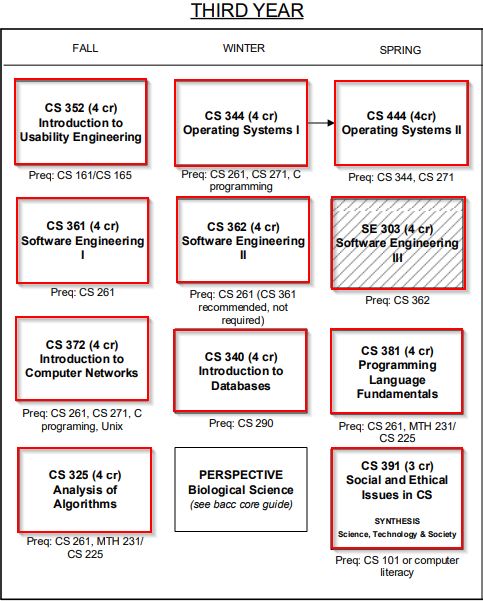 THIRD YEAR
FALL
WINTER
SPRING
CS 352 (4 cr)
Introduction to
Usability Engineering
Preq: CS 161/CS 165
CS 344 (4 cr)
Operating Systems I
Preq: CS 261, CS 271, C
programming
CS 444 (4cr)
Operating Systems II
Preq: CS 344, CS 271
CS 361 (4 cr)
Software Engineering
I
Preq: CS 261
CS 362 (4 cr)
Software Engineering
II
Preq: CS 261 (CS 361
recommended, not
required)
SE 303 (4 cr)
Software Engineering
III
Preq: CS 362
CS 372 (4 cr)
Introduction to
Computer Networks
Preq: CS 261, CS 271, C
programing, Unix
CS 340 (4 cr)
Introduction to
Databases
Preq: CS 290
CS 381 (4 cr)
Programming
Language
Fundamentals
Preq: CS 261, MTH 231/
CS 225
CS 325 (4 cr)
Analysis of
Algorithms
Preq: CS 261, MTH 231/
CS 225
PERSPECTIVE
Biological Science
(see bacc core guide)
CS 391 (3 cr)
Social and Ethical
Issues in CS
SYNTHESIS
Science, Technology & Society
Preq: CS 101 or computer
literacy